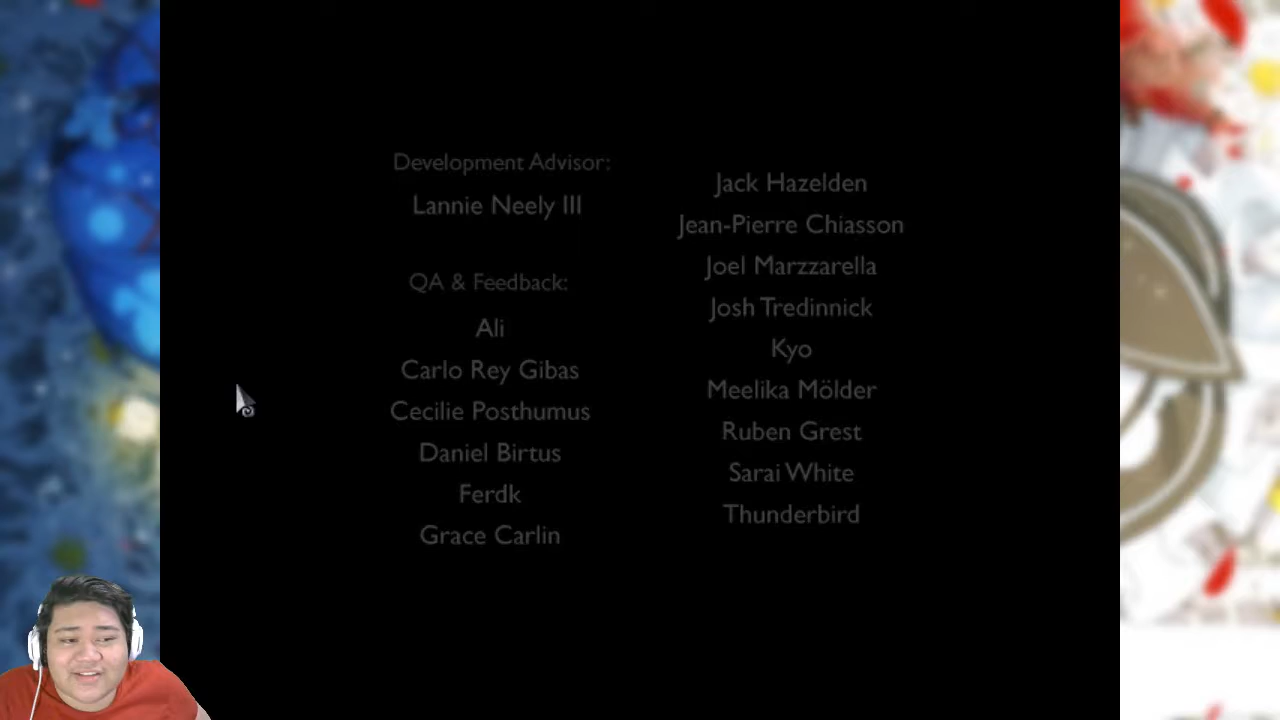 Development Advisor:
Lannie Neely III
QA & Feedback:
Ali
Carlo Rey Gibas
Cecilie Posthumus
Daniel Birtus
Ferdk
Grace Carlin
Jack Hazelden
Jean-Pierre Chiasson
Joel Marzzarella
Josh Tredinnick
Kyo
Meelika Mölder
Ruben Grest
Sarai White
Thunderbird